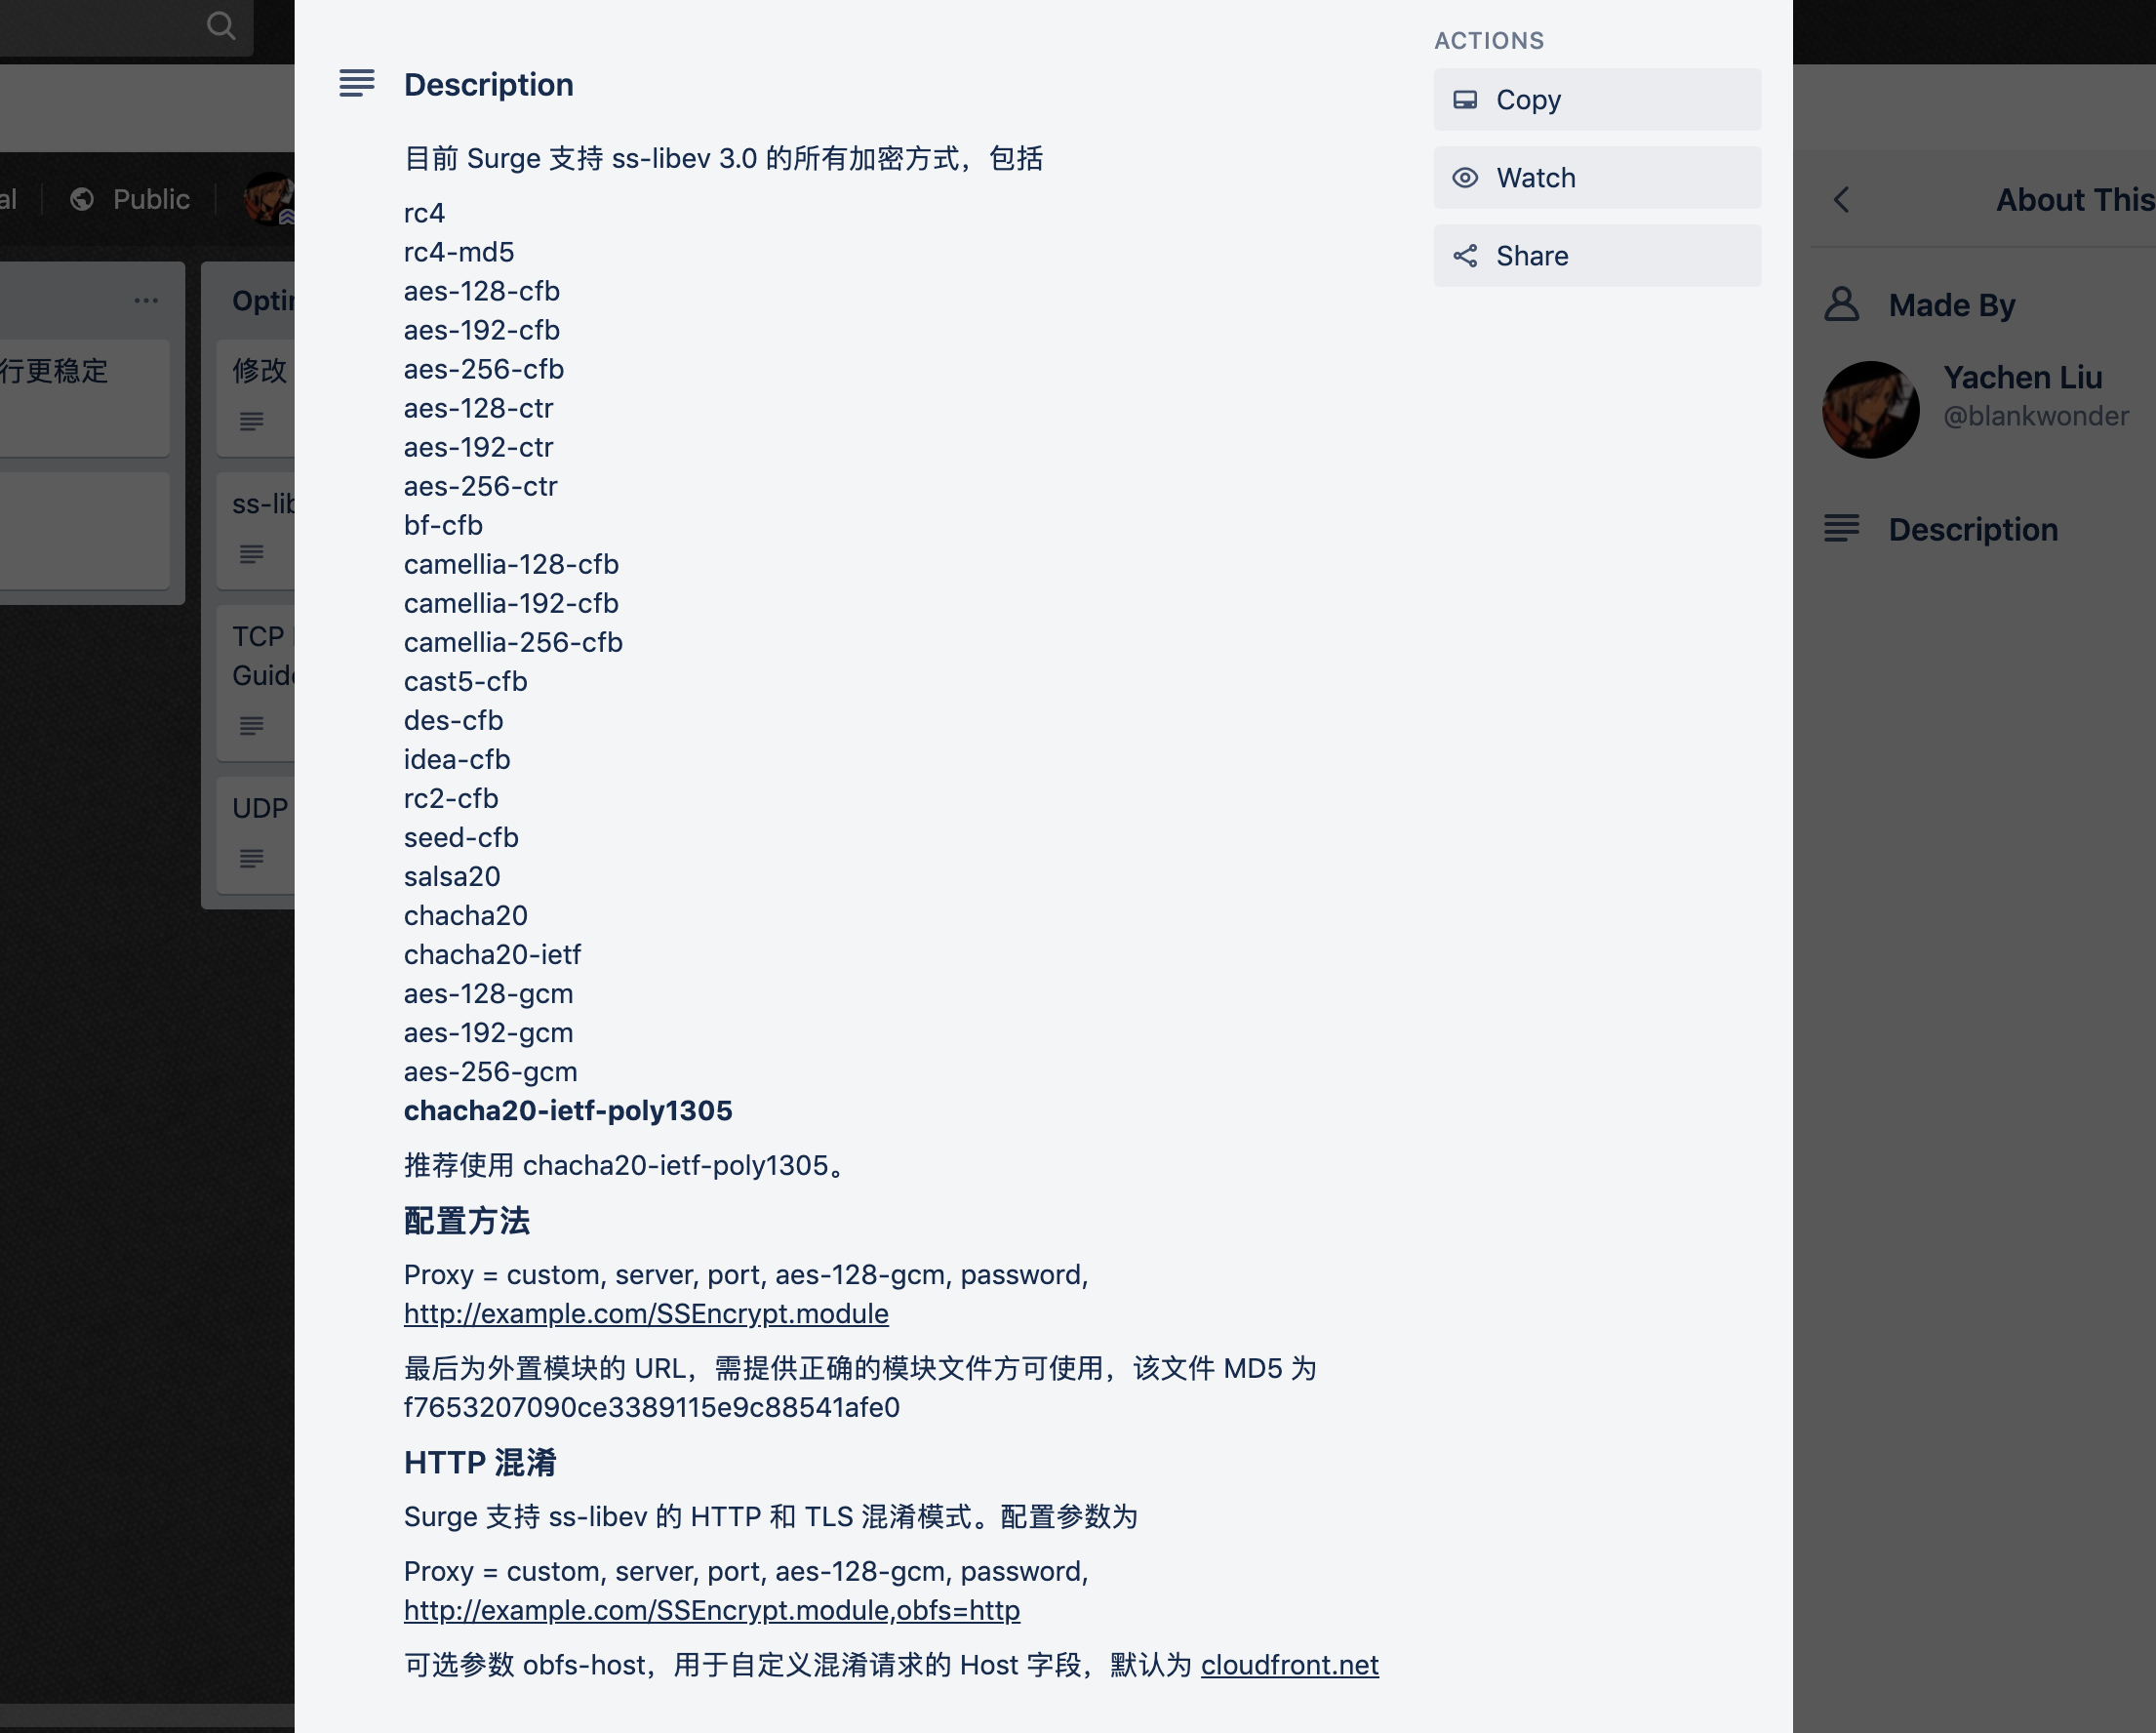 Description
目前 Surge 支持 ss-libev 3.0 的所有加密方式，包括
rc4
rc4-md5
aes-128-cfb
aes-192-cfb
aes-256-cfb
aes-128-ctr
aes-192-ctr
aes-256-ctr
bf-cfb
camellia-128-cfb
camellia-192-cfb
camellia-256-cfb
cast5-cfb
des-cfb
idea-cfb
rc2-cfb
seed-cfb
salsa20
chacha20
chacha20-ietf
aes-128-gcm
aes-192-gcm
aes-256-gcm
chacha20-ietf-poly1305
推荐使用 chacha20-ietf-poly1305。
配置方法
Proxy = custom, server, port, aes-128-gcm, password,
http://example.com/SSEncrypt.module
最后为外置模块的 URL，需提供正确的模块文件方可使用，该文件 MD5 为
f7653207090ce3389115e9c88541afe0
HTTP 混淆
Surge 支持 ss-libev 的 HTTP 和 TLS 混淆模式。配置参数为
Proxy = custom, server, port, aes-128-gcm, password,
http://example.com/SSEncrypt.module,obfs=http
可选参数 obfs-host，用于自定义混淆请求的 Host 字段，默认为 cloudfront.net
ACTIONS
Copy
Watch
Share
al
Public
行更稳定
Optin
修改
ss-lib
TCP
Guide
UDP
About This
Made By
Yachen Liu
@blankwonder
Description